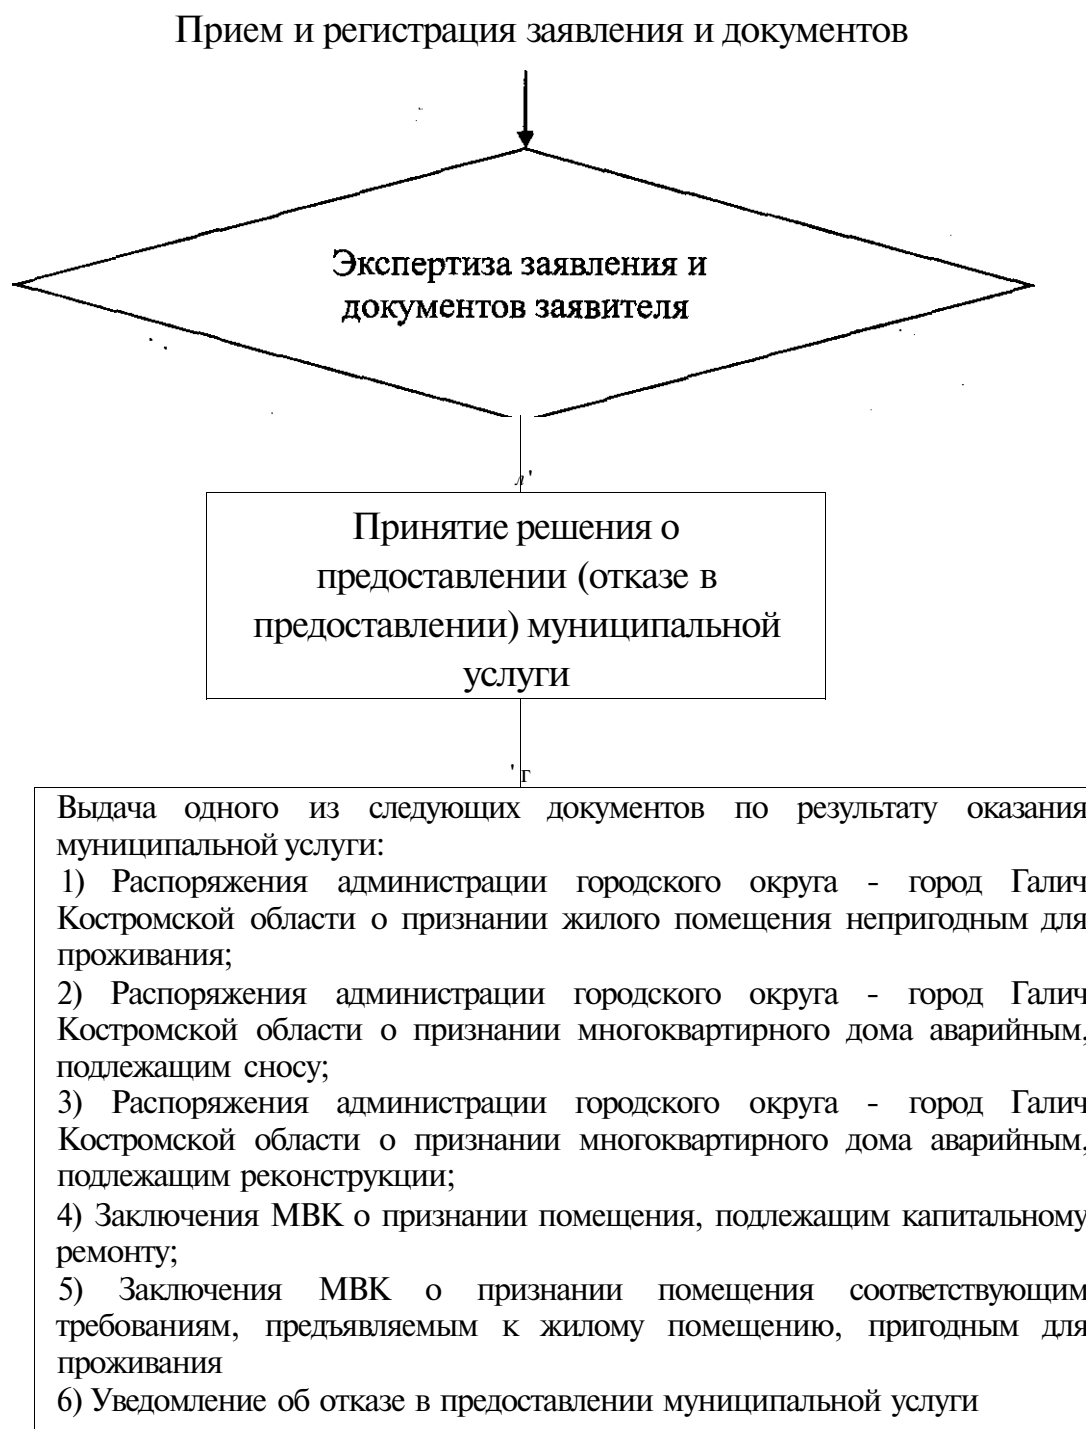 Прием и регистрация заявления и документов
Экспертиза заявления и
документов заявителя
Принятие решения о
предоставлении (отказе в
предоставлении) муниципальной
услуги
Выдача одного из следующих документов по результату оказания
муниципальной услуги:
1) Распоряжения администрации городского округа - город Галич
Костромской области о признании жилого помещения непригодным для
проживания;
2) Распоряжения администрации городского округа - город Галич
Костромской области о признании многоквартирного дома аварийным,
подлежащим сносу;
3) Распоряжения администрации городского округа - город Галич
Костромской области о признании многоквартирного дома аварийным,
подлежащим реконструкции;
4) Заключения МВК о признании помещения, подлежащим капитальному
ремонту;
5) Заключения МВК о признании помещения соответствующим
требованиям, предъявляемым к жилому помещению, пригодным для
проживания
6) Уведомление об отказе в предоставлении муниципальной услуги